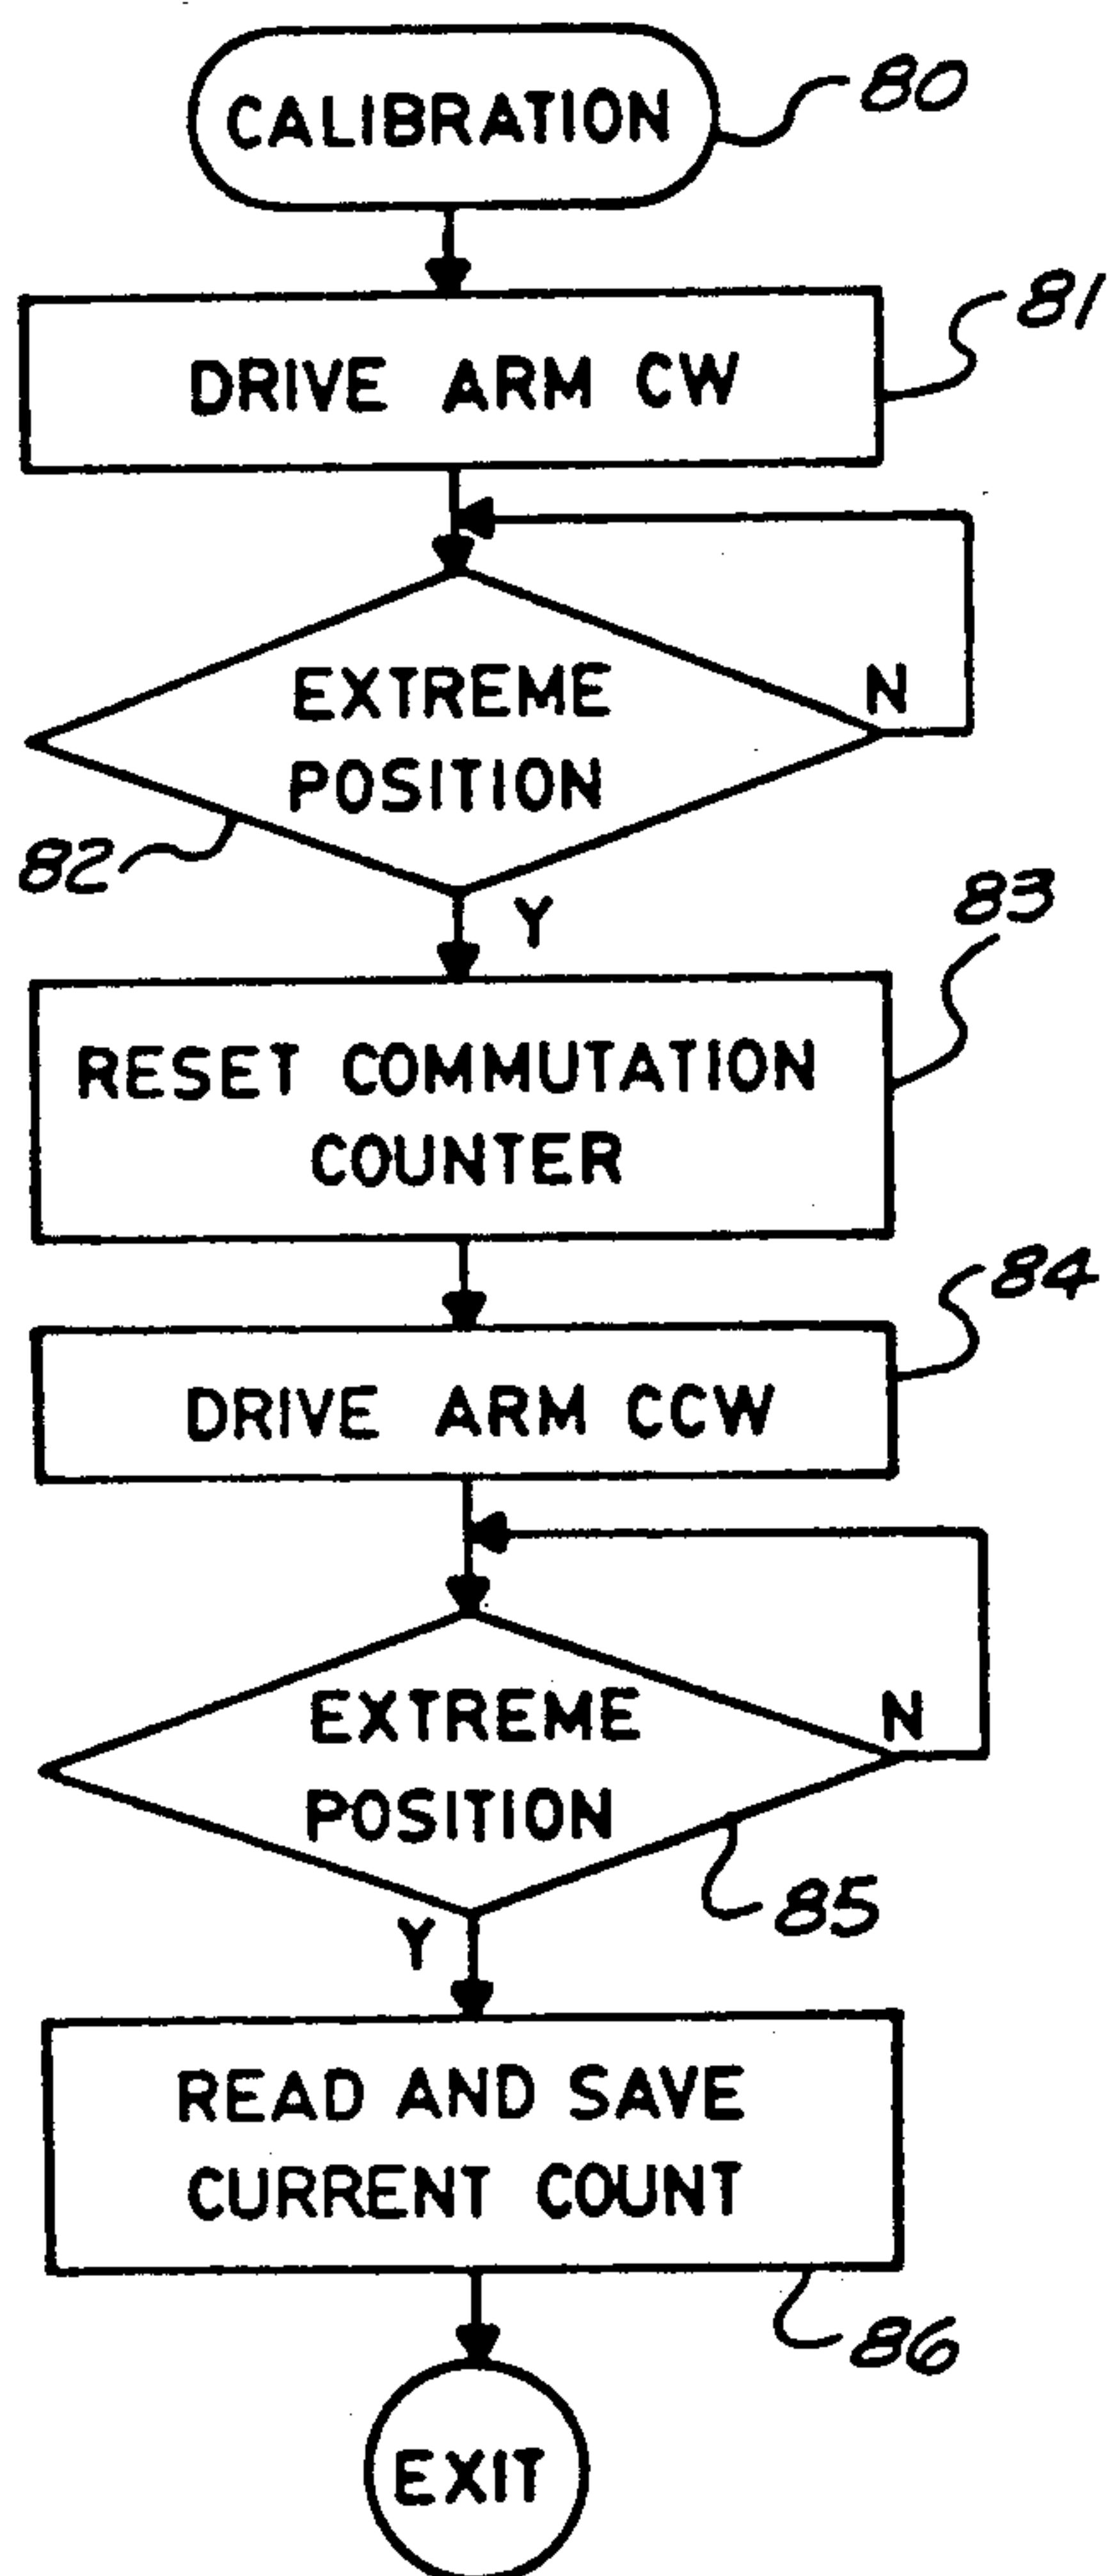 CALIBRATION
80
DRIVE ARM CW
81
EXTREME
POSITION
N
82
Y
83
RESET COMMUTATION
COUNTER
84
DRIVE ARM CCW
EXTREME
POSITION
N
85
Y
READ AND SAVE
CURRENT COUNT
86
EXIT